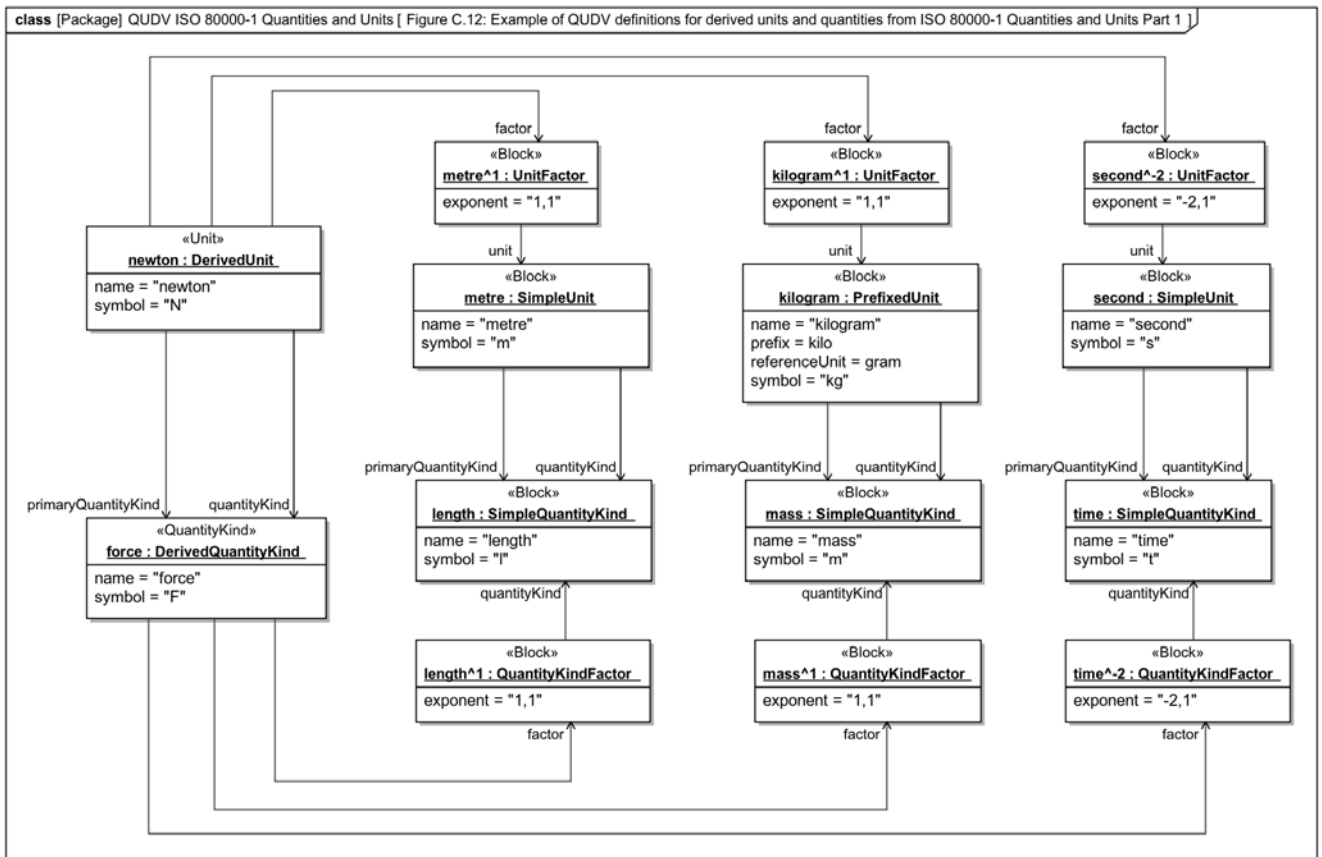 class [Package] QUDV ISO 80000-1 Quantities and Units [ Figure C.12: Example of QUDV definitions for derived units and quantities from ISO 80000-1 Quantities and Units Part 1 ]
factor
factor
factor
«Block»
metre^1 : UnitFactor
exponent = "1,1"
«Block»
kilogram^1 : UnitFactor
exponent = "1,1"
«Block»
second^-2 : UnitFactor
exponent = "-2,1"
«Unit»
newton : DerivedUnit
name = "newton"
symbol = "N"
unit
unit
unit
«Block»
metre : SimpleUnit
name = "metre"
symbol = "m"
«Block»
kilogram : PrefixedUnit
name = "kilogram"
prefix = kilo
referenceUnit = gram
symbol = "kg"
«Block»
second : SimpleUnit
name = "second"
symbol = "s"
primaryQuantityKind
quantityKind
primaryQuantityKind
quantityKind
primaryQuantityKind
quantityKind
primaryQuantityKind
quantityKind
«QuantityKind»
force : DerivedQuantityKind
name = "force"
symbol = "F"
«Block»
length : SimpleQuantityKind
name = "length"
symbol = "l"
«Block»
mass : SimpleQuantityKind
name = "mass"
symbol = "m"
«Block»
time : SimpleQuantityKind
name = "time"
symbol = "t"
quantityKind
quantityKind
quantityKind
«Block»
length^1 : QuantityKindFactor
exponent = "1,1"
«Block»
mass^1 : QuantityKindFactor
exponent = "1,1"
«Block»
time^-2 : QuantityKindFactor
exponent = "-2,1"
factor
factor
factor